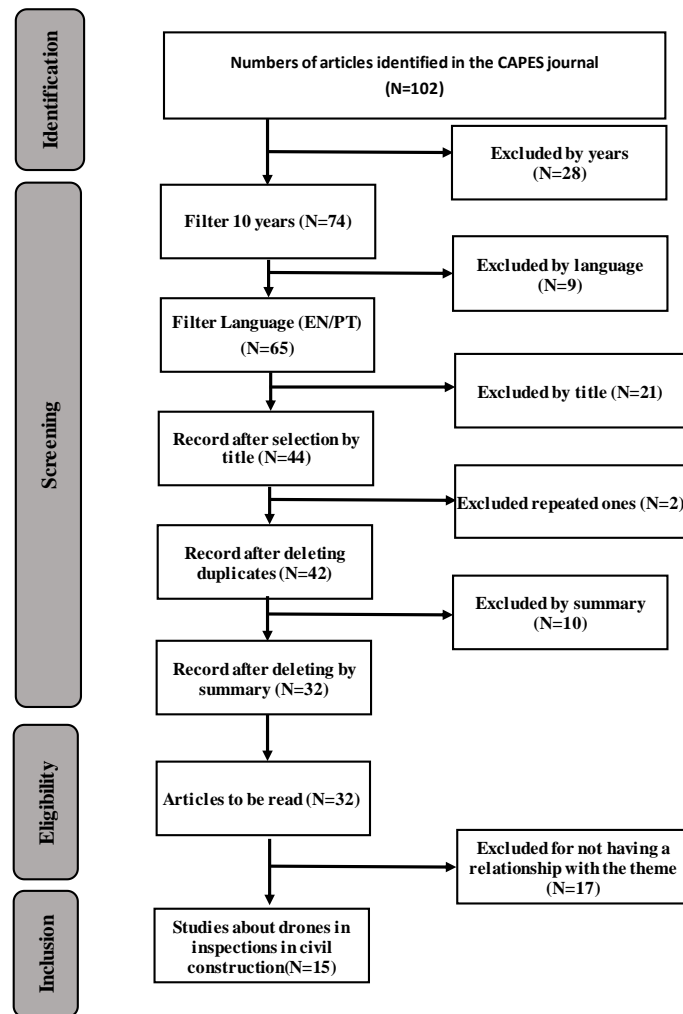 Identification
Numbers of articles identified in the CAPES journal
(N=102)
Excluded by years
(N=28)
Screening
Filter 10 years (N=74)
Excluded by language
(N=9)
Filter Language (EN/PT)
(N=65)
Excluded by title (N=21)
Record after selection by
title (N=44)
Excluded repeated ones (N=2)
Record after deleting
duplicates (N=42)
Excluded by summary
(N=10)
Record after deleting by
summary (N=32)
Eligibility
Articles to be read (N=32)
Excluded for not having a
relationship with the theme
(N=17)
Inclusion
Studies about drones in
inspections in civil
construction(N=15)